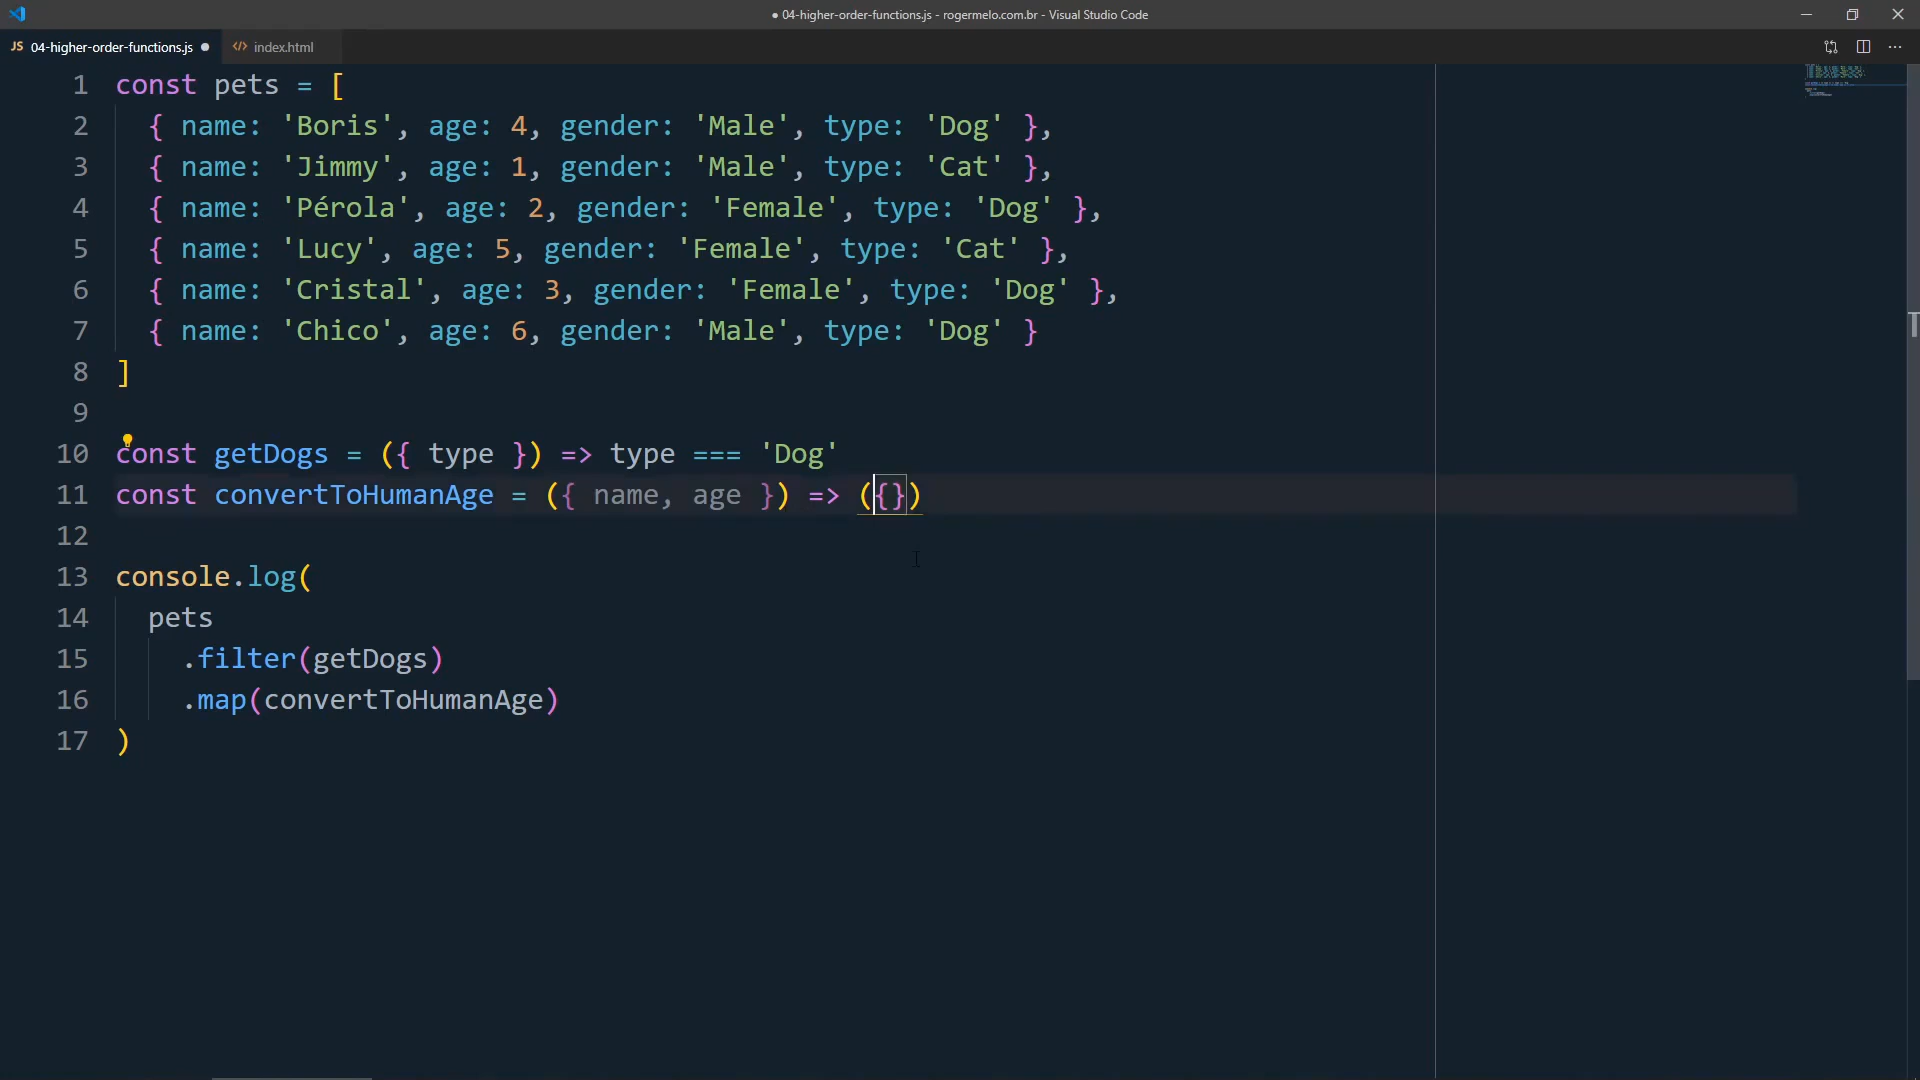 ● 04-higher-order-functions.js - rogermelo.com.br - Visual Studio Code
JS 04-higher-order-functions.js ●
index.html
1 const pets = [
2 { name: 'Boris', age: 4, gender: 'Male', type: 'Dog' },
3 { name: 'Jimmy', age: 1, gender: 'Male', type: 'Cat' },
4 { name: 'Pérola', age: 2, gender: 'Female', type: 'Dog' },
5 { name: 'Lucy', age: 5, gender: 'Female', type: 'Cat' },
6 { name: 'Cristal', age: 3, gender: 'Female', type: 'Dog' },
7 { name: 'Chico', age: 6, gender: 'Male', type: 'Dog' }
8 ]
9
10 const getDogs = ({ type }) => type === 'Dog'
11 const convertToHumanAge = ({ name, age }) => ({})
12
13 console.log(
14 pets
15 .filter(getDogs)
16 .map(convertToHumanAge)
17 )